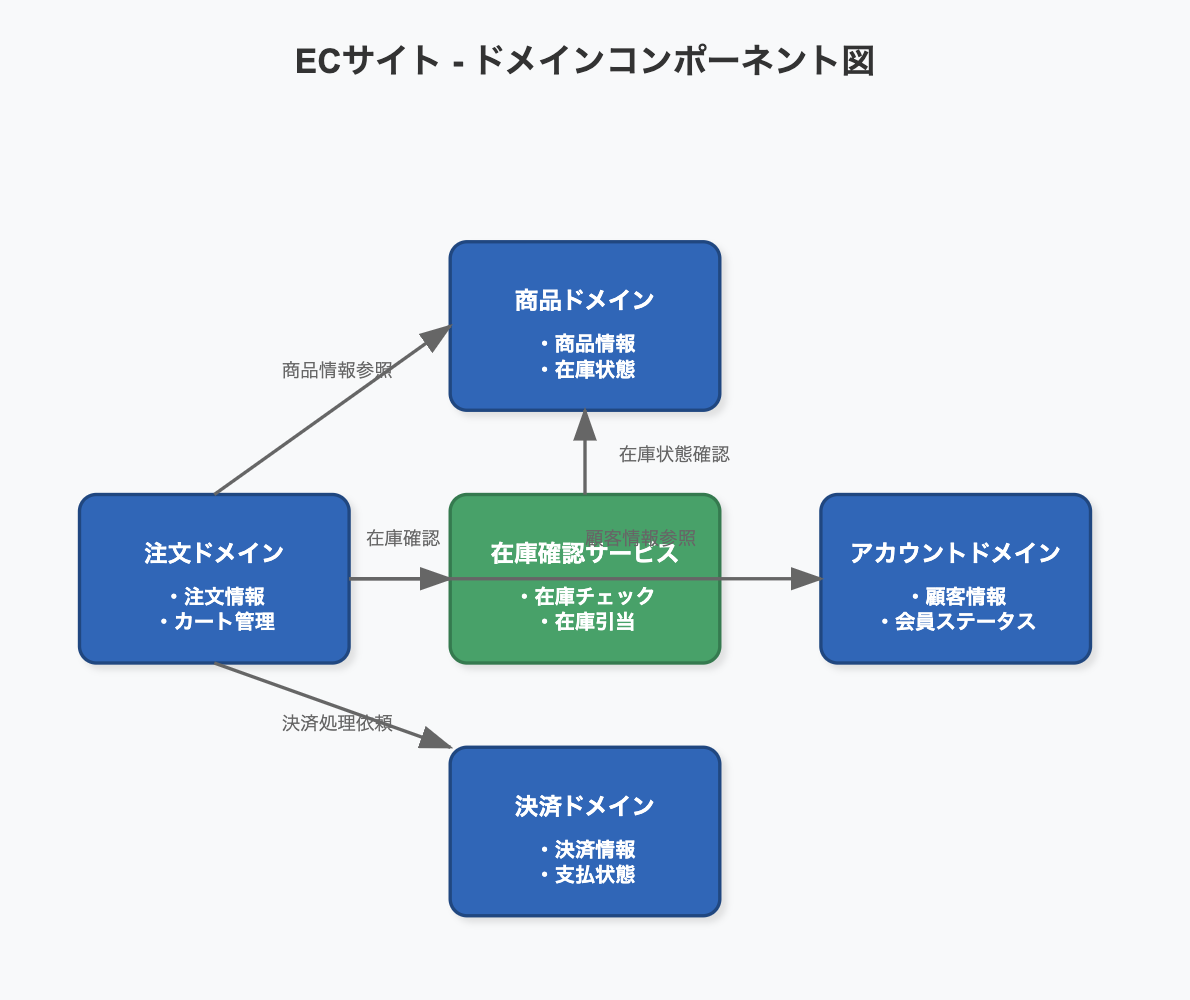 ECサイト - ドメインコンポーネント図
商品ドメイン
・商品情報
・在庫状態
商品情報参照
在庫状態確認
注文ドメイン
・注文情報
・カート管理
在庫確認
顧客情報参照
在庫確認サービス
・在庫チェック
・在庫引当
アカウントドメイン
・顧客情報
・会員ステータス
決済処理依頼
決済ドメイン
・決済情報
・支払状態